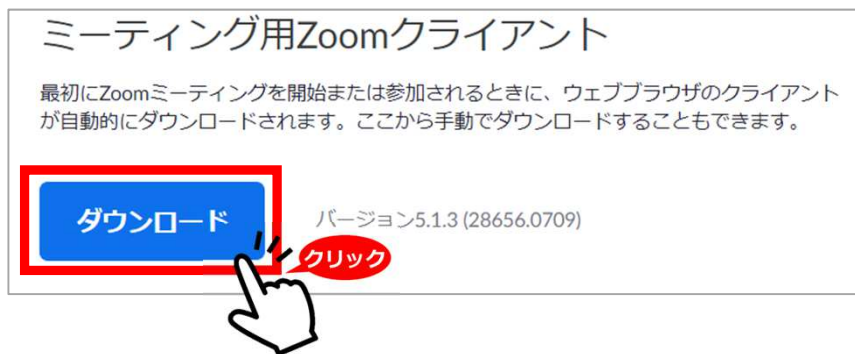 ミーティング用Zoomクライアント
最初にZoomミーティングを開始または参加されるときに、ウェブブラウザのクライアント
が自動的にダウンロードされます。ここから手動でダウンロードすることもできます。
ダウンロード
バージョン5.1.3 (28656.0709)
クリック